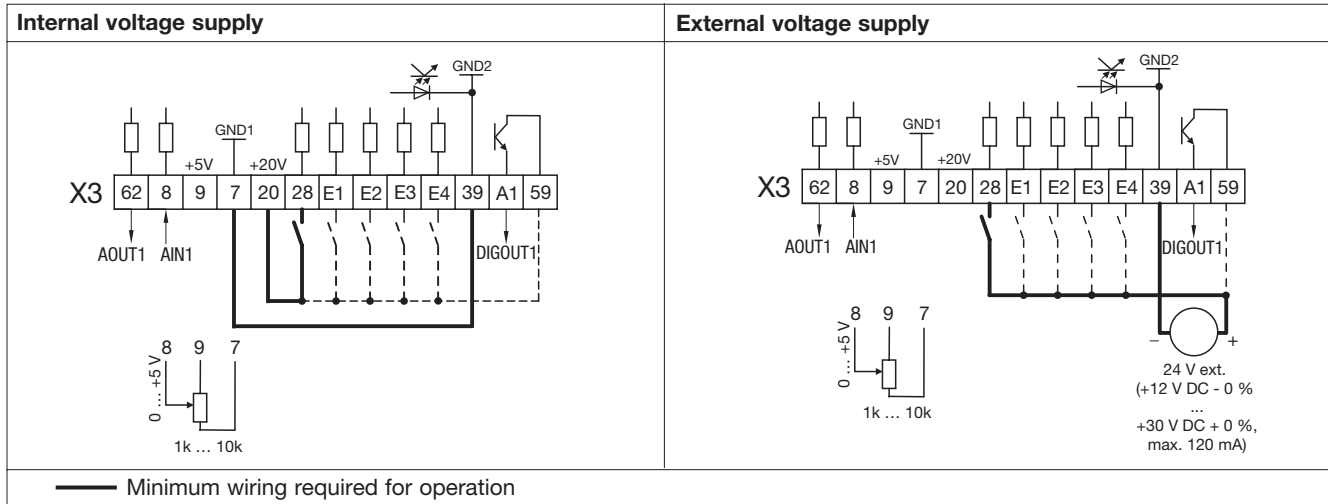 Internal voltage supply
GND2
GND1
+5V +20V
X3 62 8 9 7 20 28 E1 E2 E3 E4 39 A1 59
AOUT1 AIN1 DIGOUT1
8 9 7
0 ... +5 V
1k ... 10k
External voltage supply
GND2
GND1
+5V +20V
X3 62 8 9 7 20 28 E1 E2 E3 E4 39 A1 59
AOUT1 AIN1 DIGOUT1
8 9 7
0 ... +5 V
1k ... 10k
– +
24 V ext.
(+12 V DC - 0 %
...
+30 V DC + 0 %,
max. 120 mA)
Minimum wiring required for operation